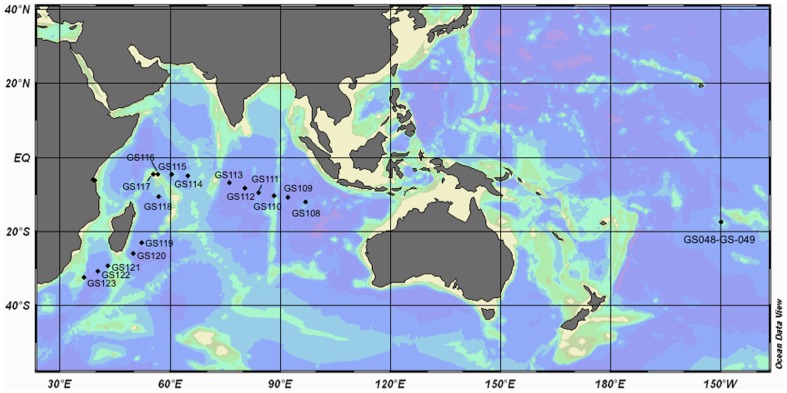 40°N
20°N
EQ
20°S
40°S
GS116
GS115
GS117
GS114
GS118
GS113
GS111
GS112
GS109
GS110
GS108
GS119
GS120
GS121
GS122
GS123
GS048-GS-049
30°E
60°E
90°E
120°E
150°E
180°E
150°W
Ocean Data View